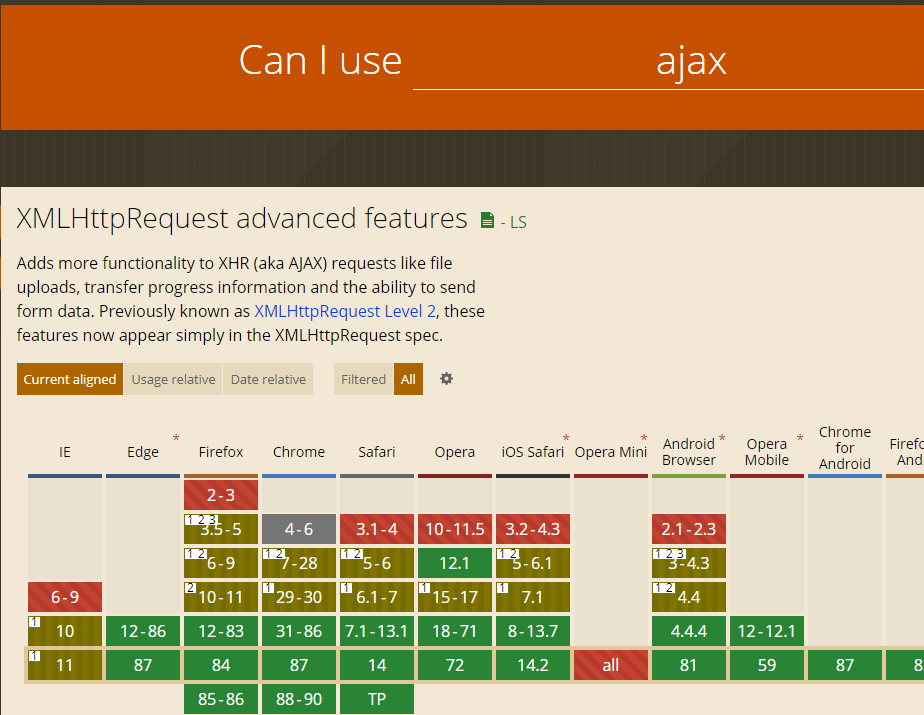 Can I use ajax
XMLHttpRequest advanced features - LS
Adds more functionality to XHR (aka AJAX) requests like file
uploads, transfer progress information and the ability to send
form data. Previously known as XMLHttpRequest Level 2, these
features now appear simply in the XMLHttpRequest spec.
Current aligned Usage relative Date relative Filtered All
IE Edge * Firefox Chrome Safari Opera iOS Safari * Opera Mini * Android Browser * Opera Mobile * Chrome for Android
2-3
1 2 3 3.5-5 4-6 3.1-4 10-11.5 3.2-4.3 2.1-2.3
1 2 6-9 1 2 7-28 1 2 5-6 12.1 1 2 5-6.1 1 2 3 3-4.3
6-9 2 10-11 1 29-30 1 6.1-7 1 15-17 1 7.1 1 2 4.4
1 10 12-86 12-83 31-86 7.1-13.1 18-71 8-13.7 4.4.4 12-12.1
1 11 87 84 87 14 72 14.2 all 81 59 87
85-86 88-90 TP